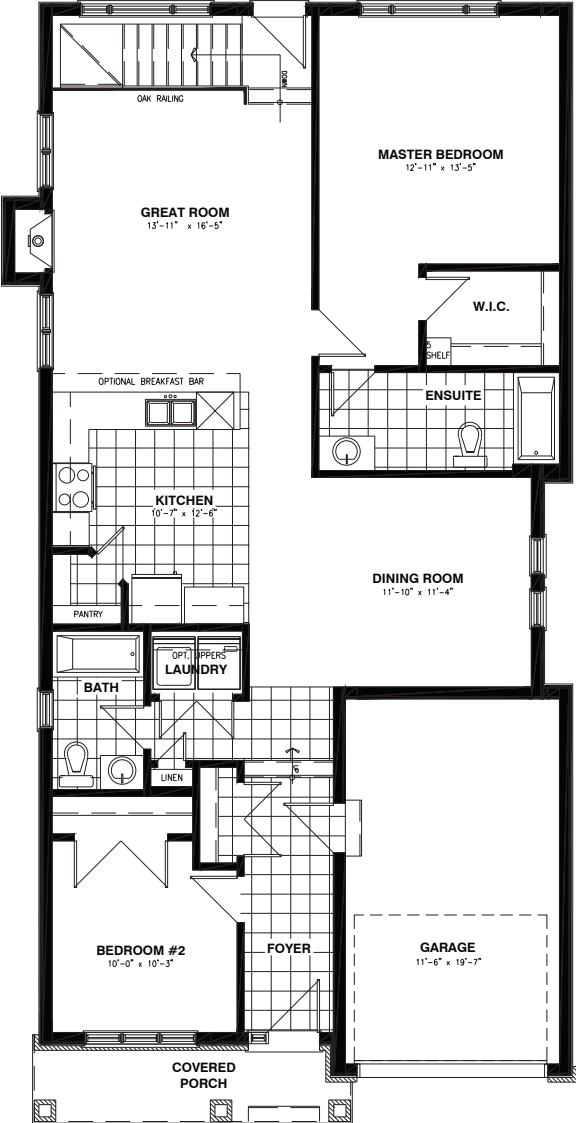 DOWN
OAK RAILING
MASTER BEDROOM
12'-11" x 13'-5"
GREAT ROOM
13'-11" x 16'-5"
W.I.C.
5
SHELF
OPTIONAL BREAKFAST BAR
ENSUITE
KITCHEN
10'-7" x 12'-6"
DINING ROOM
11'-10" x 11'-4"
PANTRY
OPT. UPPERS
LAUNDRY
BATH
UP
LINEN
BEDROOM #2
10'-0" x 10'-3"
FOYER
GARAGE
11'-6" x 19'-7"
COVERED
PORCH